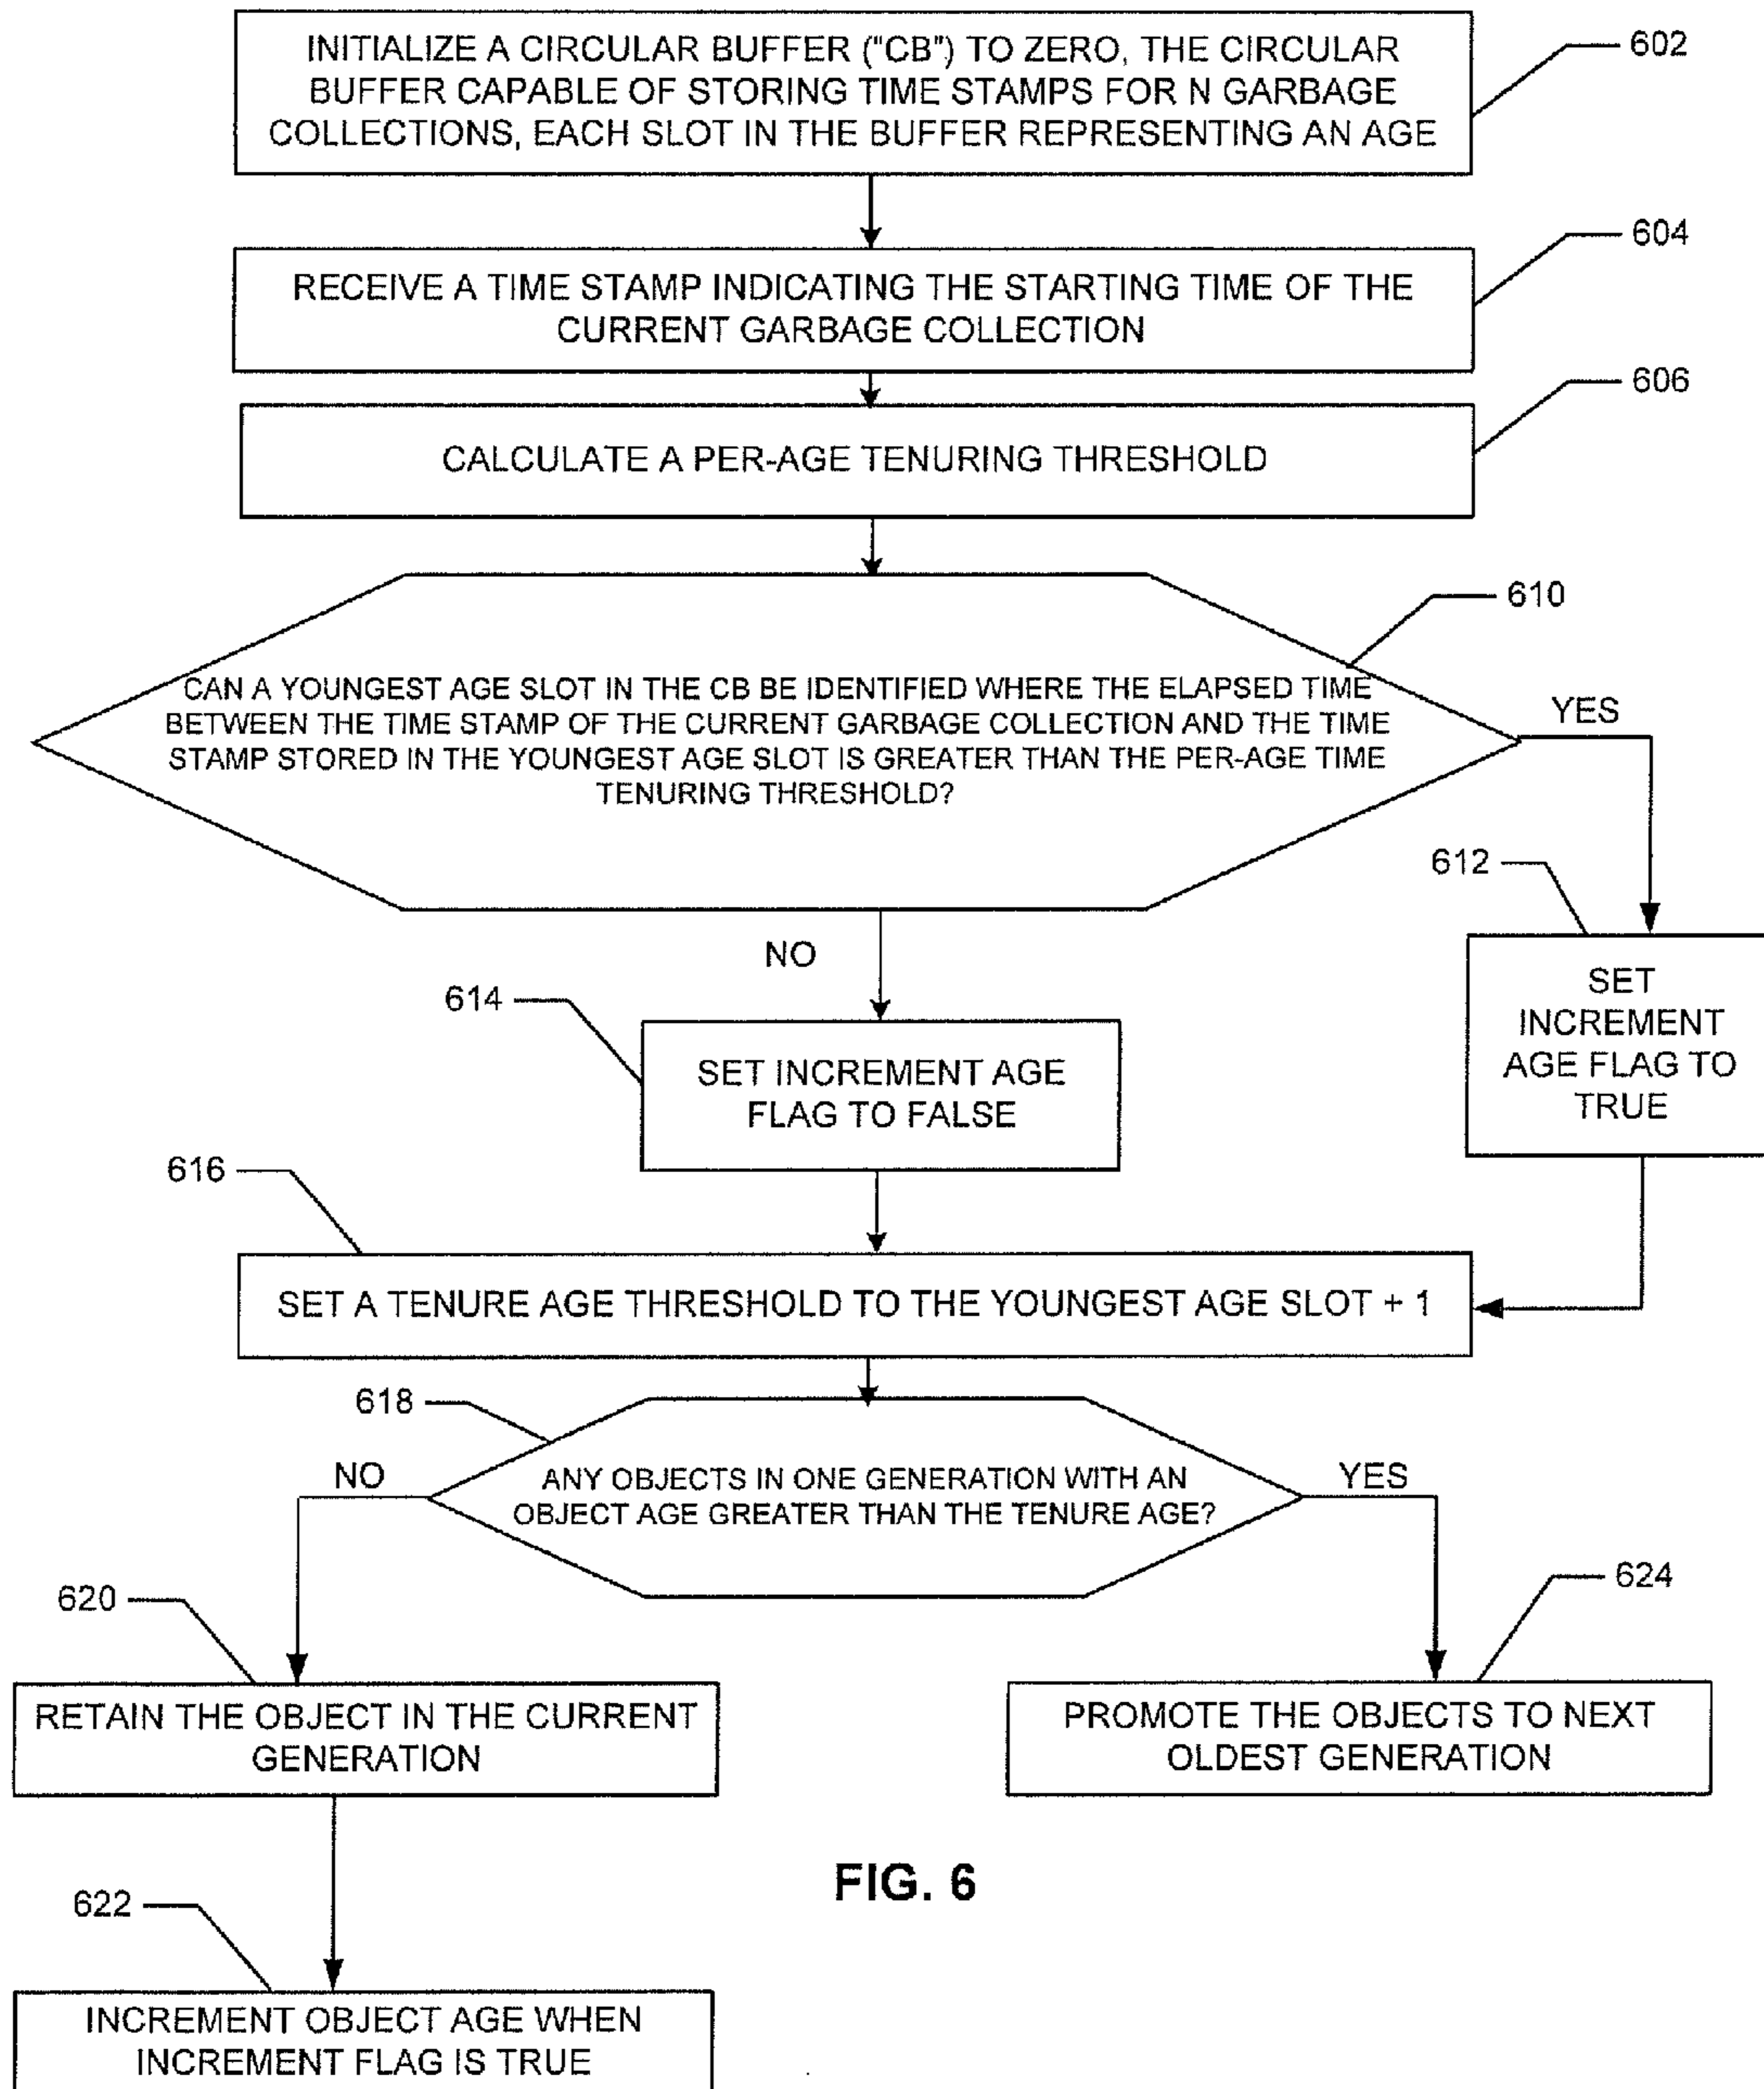 INITIALIZE A CIRCULAR BUFFER ("CB") TO ZERO, THE CIRCULAR
BUFFER CAPABLE OF STORING TIME STAMPS FOR N GARBAGE
COLLECTIONS, EACH SLOT IN THE BUFFER REPRESENTING AN AGE
602
RECEIVE A TIME STAMP INDICATING THE STARTING TIME OF THE
CURRENT GARBAGE COLLECTION
604
CALCULATE A PER-AGE TENURING THRESHOLD
606
CAN A YOUNGEST AGE SLOT IN THE CB BE IDENTIFIED WHERE THE ELAPSED TIME
BETWEEN THE TIME STAMP OF THE CURRENT GARBAGE COLLECTION AND THE TIME
STAMP STORED IN THE YOUNGEST AGE SLOT IS GREATER THAN THE PER-AGE TIME
TENURING THRESHOLD?
610
YES
612
SET
INCREMENT
AGE FLAG TO
TRUE
NO
614
SET INCREMENT AGE
FLAG TO FALSE
616
SET A TENURE AGE THRESHOLD TO THE YOUNGEST AGE SLOT + 1
618
ANY OBJECTS IN ONE GENERATION WITH AN
OBJECT AGE GREATER THAN THE TENURE AGE?
NO
YES
620
RETAIN THE OBJECT IN THE CURRENT
GENERATION
624
PROMOTE THE OBJECTS TO NEXT
OLDEST GENERATION
622
INCREMENT OBJECT AGE WHEN
INCREMENT FLAG IS TRUE
FIG. 6